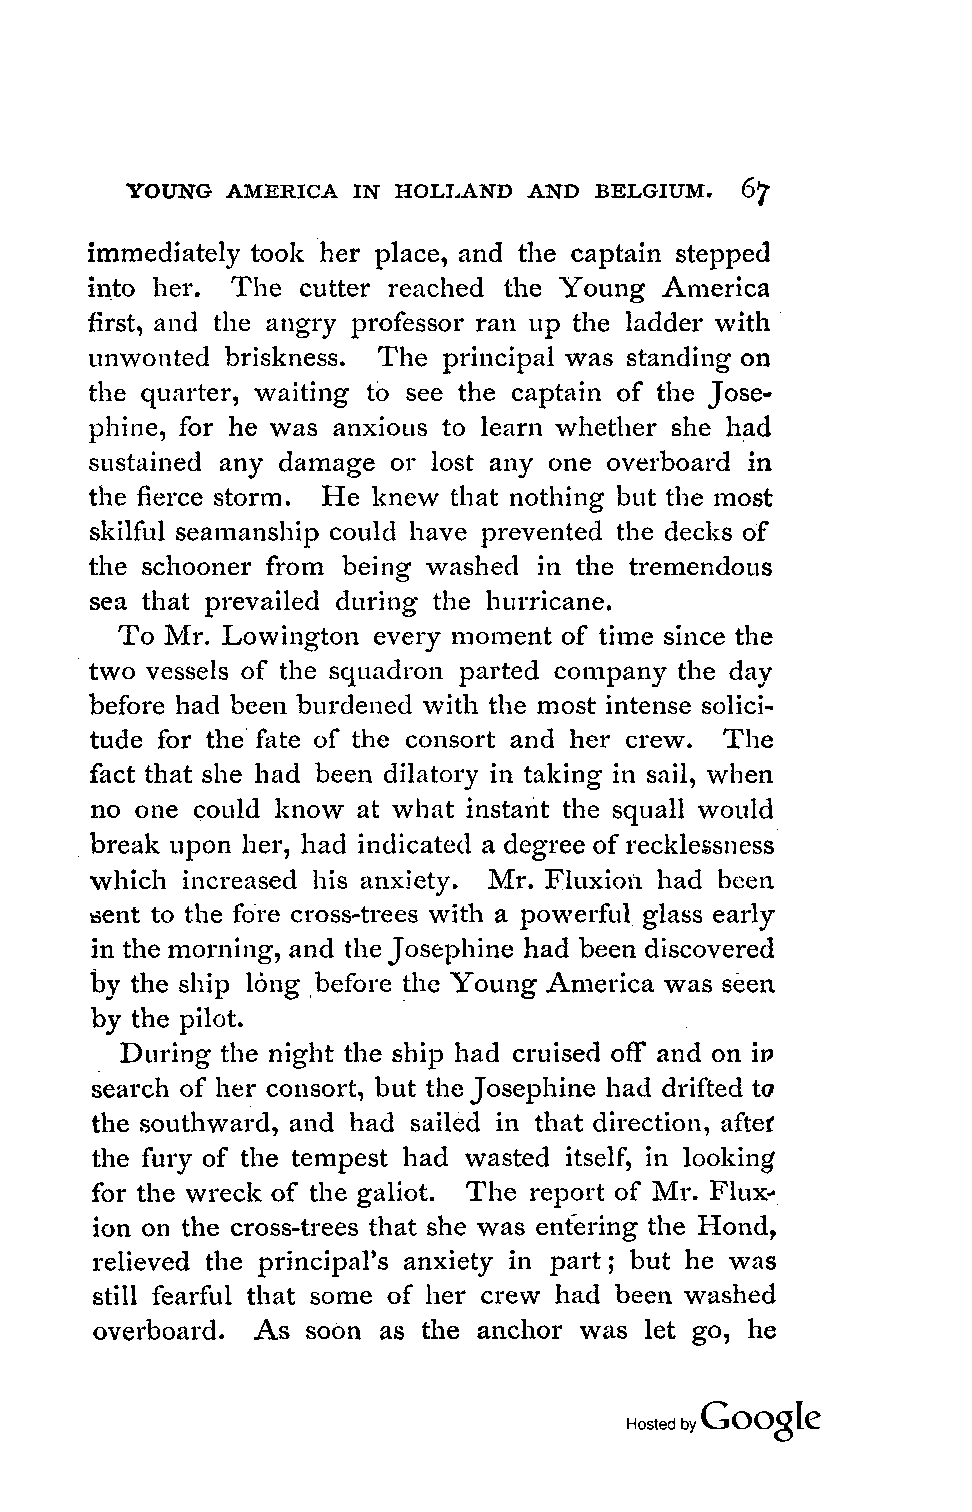 YOUNG AMERICA IN HOLLAND AND BELGIUM. 67
immediately took her place, and the captain stepped
into her. The cutter reached the Young America
first, and the angry professor ran up the ladder with
unwonted briskness. The principal was standing on
the quarter, waiting to see the captain of the Jose-
phine, for he was anxious to learn whether she had
sustained any damage or lost any one overboard in
the fierce storm. He knew that nothing but the most
skilful seamanship could have prevented the decks of
the schooner from being washed in the tremendous
sea that prevailed during the hurricane.
To Mr. Lowington every moment of time since the
two vessels of the squadron parted company the day
before had been burdened with the most intense solici-
tude for the fate of the consort and her crew. The
fact that she had been dilatory in taking in sail, when
no one could know at what instant the squall would
break upon her, had indicated a degree of recklessness
which increased his anxiety. Mr. Fluxion had been
sent to the fore cross-trees with a powerful glass early
in the morning, and the Josephine had been discovered
by the ship long before the Young America was seen
by the pilot.
During the night the ship had cruised off and on in
search of her consort, but the Josephine had drifted to
the southward, and had sailed in that direction, after
the fury of the tempest had wasted itself, in looking
for the wreck of the galiot. The report of Mr. Flux-
ion on the cross-trees that she was entering the Hond,
relieved the principal's anxiety in part; but he was
still fearful that some of her crew had been washed
overboard. As soon as the anchor was let go, he
Hosted by Google